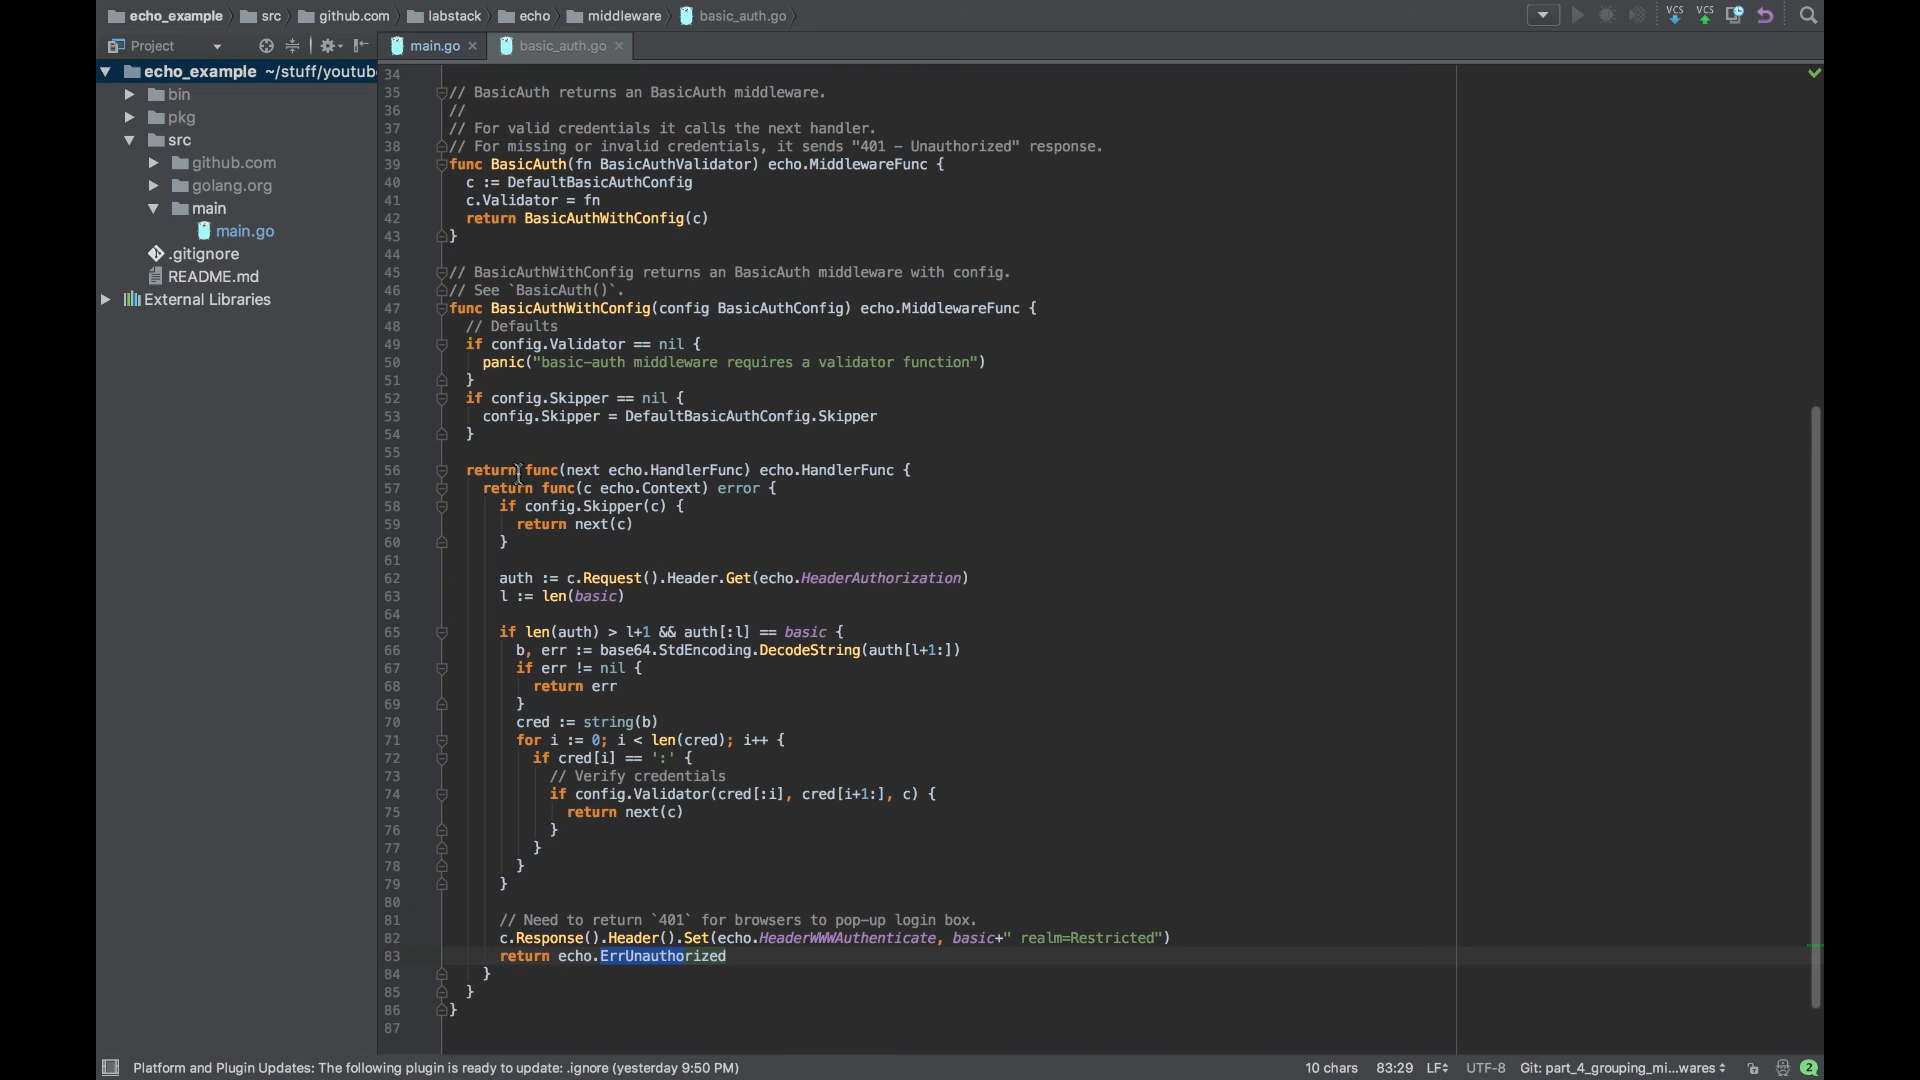 echo_example src github.com labstack echo middleware basic_auth.go
VCS VCS
Project main.go basic_auth.go
echo_example ~/stuff/youtub
bin
pkg
src
github.com
golang.org
main
main.go
.gitignore
README.md
External Libraries
34
35 // BasicAuth returns an BasicAuth middleware.
36 //
37 // For valid credentials it calls the next handler.
38 // For missing or invalid credentials, it sends "401 - Unauthorized" response.
39 func BasicAuth(fn BasicAuthValidator) echo.MiddlewareFunc {
40 c := DefaultBasicAuthConfig
41 c.Validator = fn
42 return BasicAuthWithConfig(c)
43 }
44
45 // BasicAuthWithConfig returns an BasicAuth middleware with config.
46 // See `BasicAuth()`.
47 func BasicAuthWithConfig(config BasicAuthConfig) echo.MiddlewareFunc {
48 // Defaults
49 if config.Validator == nil {
50 panic("basic-auth middleware requires a validator function")
51 }
52 if config.Skipper == nil {
53 config.Skipper = DefaultBasicAuthConfig.Skipper
54 }
55
56 return func(next echo.HandlerFunc) echo.HandlerFunc {
57 return func(c echo.Context) error {
58 if config.Skipper(c) {
59 return next(c)
60 }
61
62 auth := c.Request().Header.Get(echo.HeaderAuthorization)
63 l := len(basic)
64
65 if len(auth) > l+1 && auth[:l] == basic {
66 b, err := base64.StdEncoding.DecodeString(auth[l+1:])
67 if err != nil {
68 return err
69 }
70 cred := string(b)
71 for i := 0; i < len(cred); i++ {
72 if cred[i] == ':' {
73 // Verify credentials
74 if config.Validator(cred[:i], cred[i+1:], c) {
75 return next(c)
76 }
77 }
78 }
79 }
80
81 // Need to return `401` for browsers to pop-up login box.
82 c.Response().Header().Set(echo.HeaderWWWAuthenticate, basic+" realm=Restricted")
83 return echo.ErrUnauthorized
84 }
85 }
86 }
87
Platform and Plugin Updates: The following plugin is ready to update: .ignore (yesterday 9:50 PM) 10 chars 83:29 LF UTF-8 Git: part_4_grouping_mi...wares 2